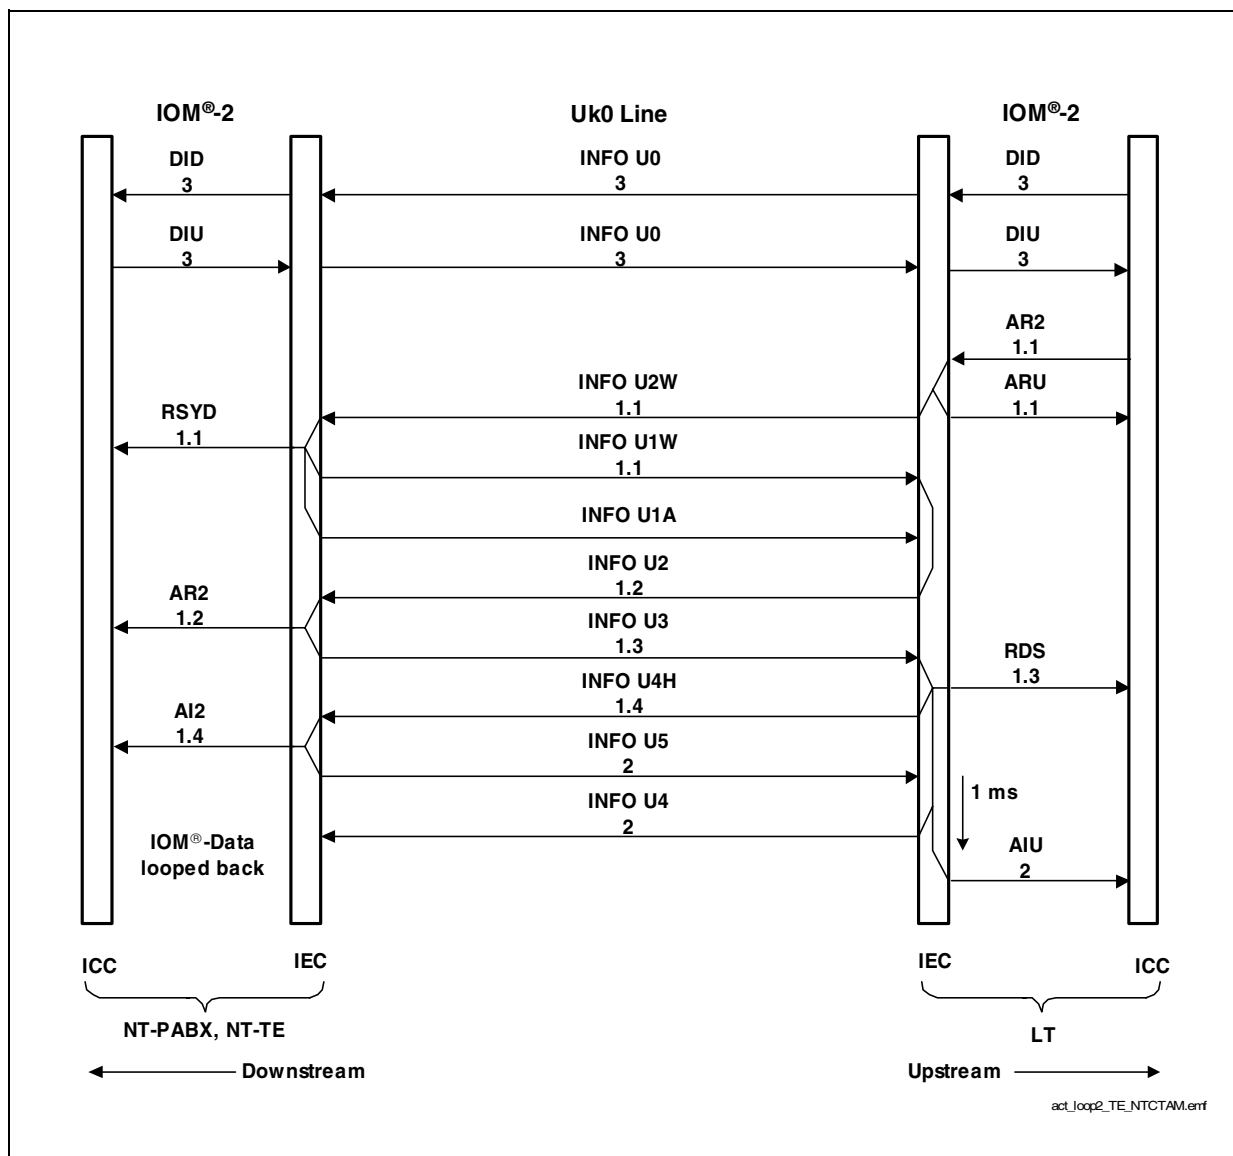 IOM®-2 Uk0 Line IOM®-2
DID INFO U0 DID
3 3 3
DIU INFO U0 DIU
3 3 3
AR2
1.1
INFO U2W ARU
1.1 1.1
RSYD
1.1
INFO U1W
1.1
INFO U1A
INFO U2
1.2
AR2
1.2
INFO U3
1.3
RDS
1.3
INFO U4H
1.4
AI2
1.4
INFO U5
2
1 ms
INFO U4
2
IOM®-Data
looped back
AIU
2
ICC IEC IEC ICC
NT-PABX, NT-TE LT
Downstream Upstream
act_loop2_TE_NTCTAM.emf